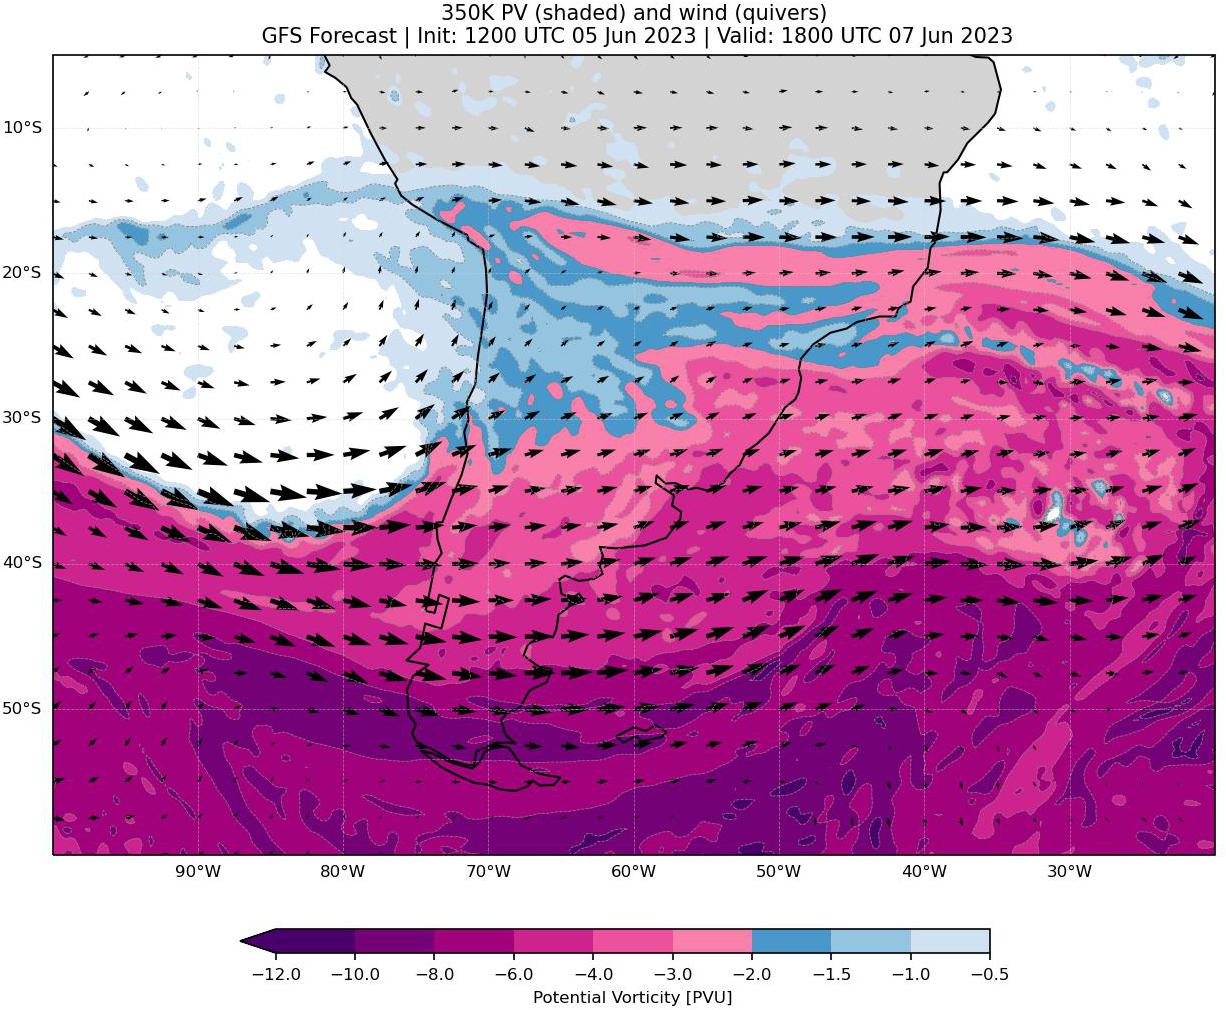 350K PV (shaded) and wind (quivers)
GFS Forecast | Init: 1200 UTC 05 Jun 2023 | Valid: 1800 UTC 07 Jun 2023
10°S
20°S
30°S
40°S
50°S
90°W 80°W 70°W 60°W 50°W 40°W 30°W
−12.0 −10.0 −8.0 −6.0 −4.0 −3.0 −2.0 −1.5 −1.0 −0.5
Potential Vorticity [PVU]